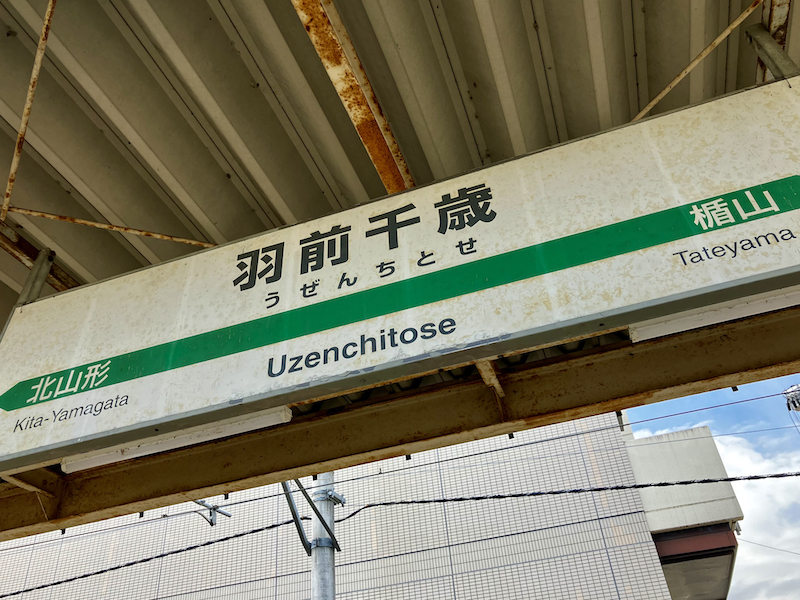 羽前千歳
うぜんちとせ
Uzenchitose
北山形
Kita-Yamagata
楯山
Tateyama